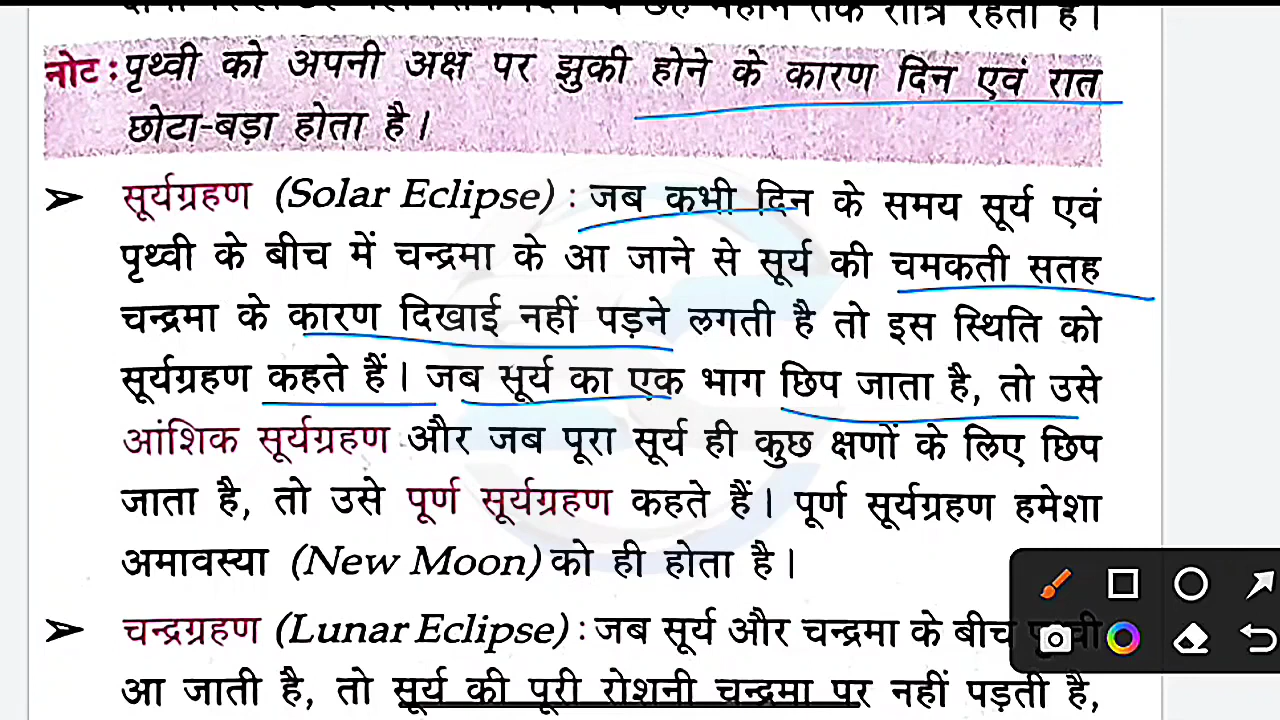 तक रात्रि रहती है।
नोट : पृथ्वी को अपनी अक्ष पर झुकी होने के कारण दिन एवं रात
छोटा-बड़ा होता है।
➢ सूर्यग्रहण (Solar Eclipse) : जब कभी दिन के समय सूर्य एवं
पृथ्वी के बीच में चन्द्रमा के आ जाने से सूर्य की चमकती सतह
चन्द्रमा के कारण दिखाई नहीं पड़ने लगती है तो इस स्थिति को
सूर्यग्रहण कहते हैं। जब सूर्य का एक भाग छिप जाता है, तो उसे
आंशिक सूर्यग्रहण और जब पूरा सूर्य ही कुछ क्षणों के लिए छिप
जाता है, तो उसे पूर्ण सूर्यग्रहण कहते हैं। पूर्ण सूर्यग्रहण हमेशा
अमावस्या (New Moon) को ही होता है।
➢ चन्द्रग्रहण (Lunar Eclipse) : जब सूर्य और चन्द्रमा के बीच
आ जाती है, तो सूर्य की पूरी रोशनी चन्द्रमा पर नहीं पड़ती है,